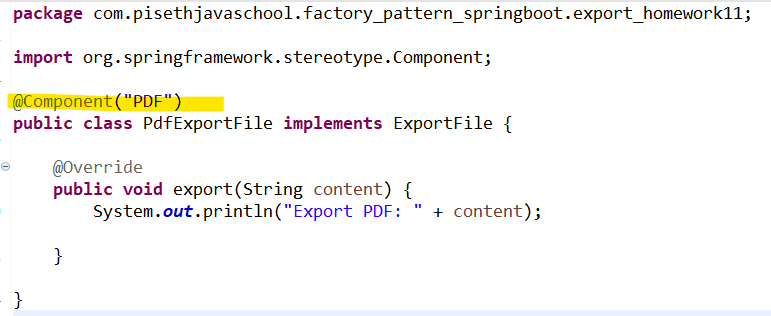 package com.pisethjavaschool.factory_pattern_springboot.export_homework11;
import org.springframework.stereotype.Component;
@Component("PDF")
public class PdfExportFile implements ExportFile {
@Override
public void export(String content) {
System.out.println("Export PDF: " + content);
}
}